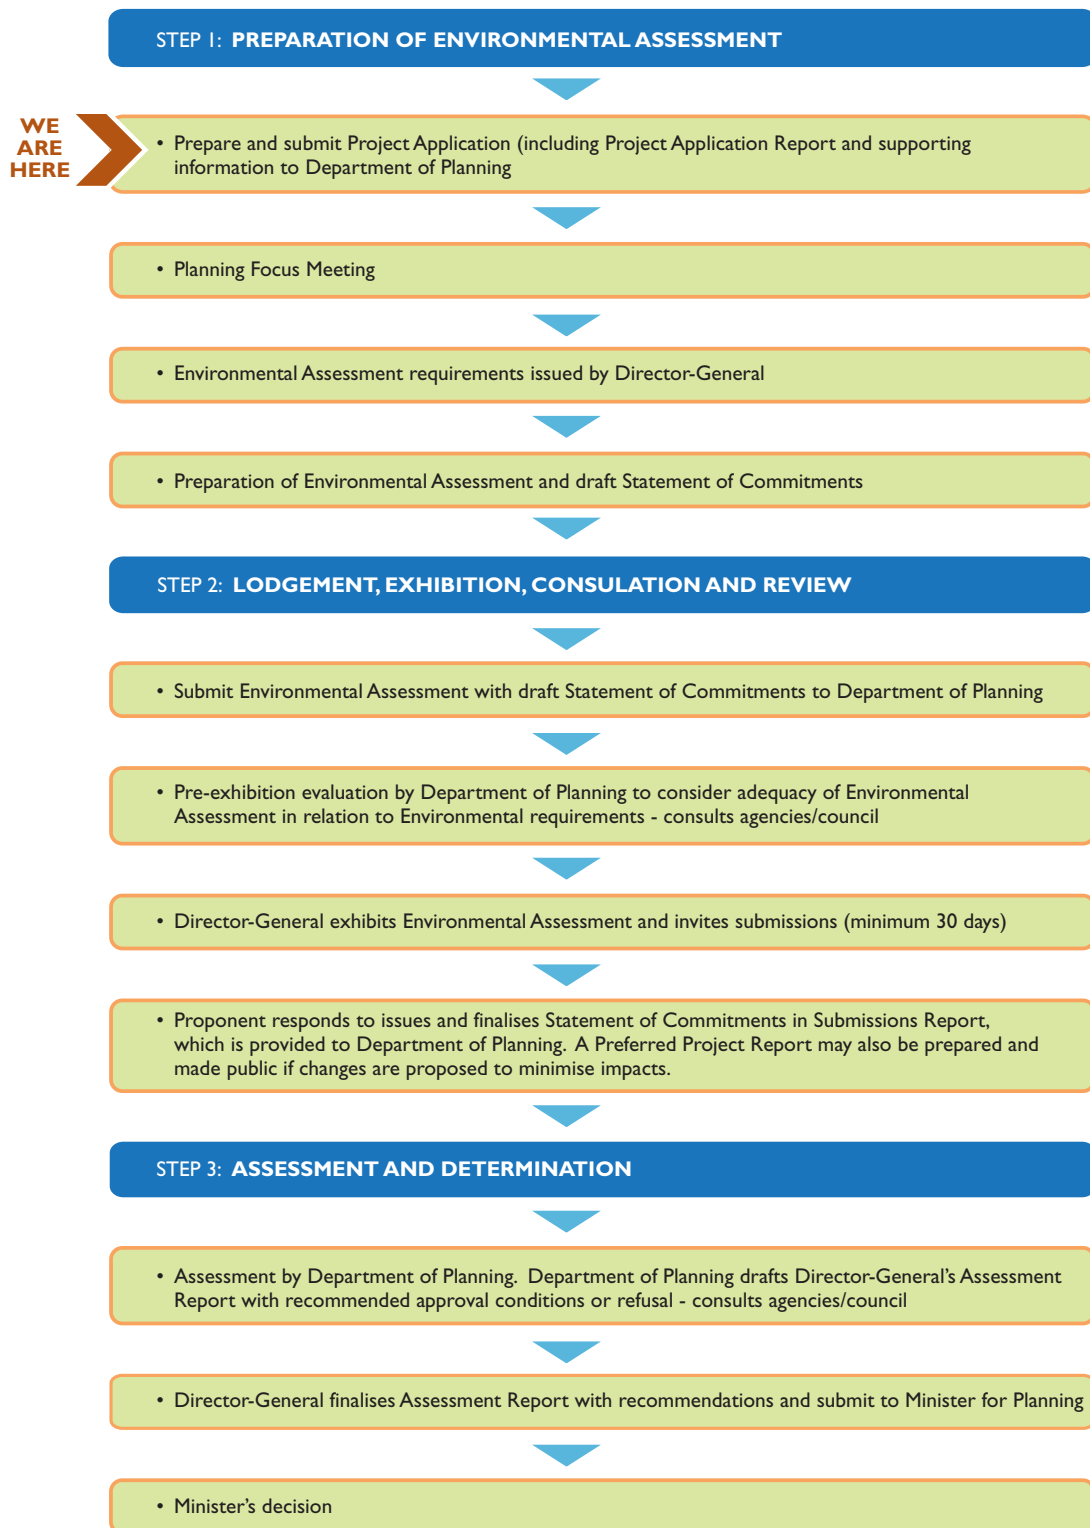 STEP 1: PREPARATION OF ENVIRONMENTAL ASSESSMENT
WE
ARE
HERE
• Prepare and submit Project Application (including Project Application Report and supporting
information to Department of Planning
• Planning Focus Meeting
• Environmental Assessment requirements issued by Director-General
• Preparation of Environmental Assessment and draft Statement of Commitments
STEP 2: LODGEMENT, EXHIBITION, CONSULATION AND REVIEW
• Submit Environmental Assessment with draft Statement of Commitments to Department of Planning
• Pre-exhibition evaluation by Department of Planning to consider adequacy of Environmental
Assessment in relation to Environmental requirements - consults agencies/council
• Director-General exhibits Environmental Assessment and invites submissions (minimum 30 days)
• Proponent responds to issues and finalises Statement of Commitments in Submissions Report,
which is provided to Department of Planning. A Preferred Project Report may also be prepared and
made public if changes are proposed to minimise impacts.
STEP 3: ASSESSMENT AND DETERMINATION
• Assessment by Department of Planning. Department of Planning drafts Director-General's Assessment
Report with recommended approval conditions or refusal - consults agencies/council
• Director-General finalises Assessment Report with recommendations and submit to Minister for Planning
• Minister's decision